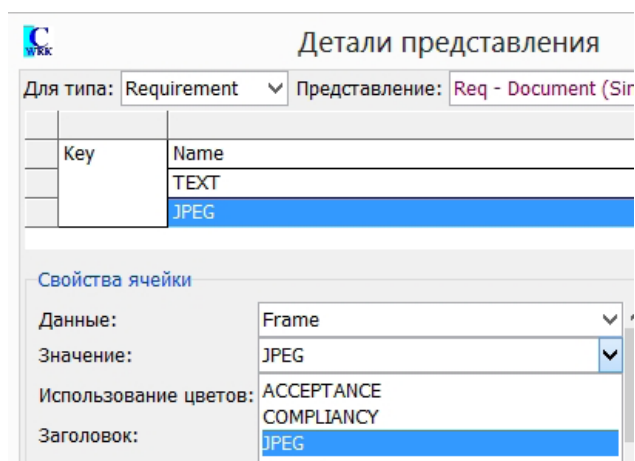 C
WRK
Детали представления
Для типа: Requirement Представление: Req - Document (Sin
Key Name
TEXT
JPEG
Свойства ячейки
Данные: Frame
Значение: JPEG
Использование цветов: ACCEPTANCE
COMPLIANCY
Заголовок: JPEG